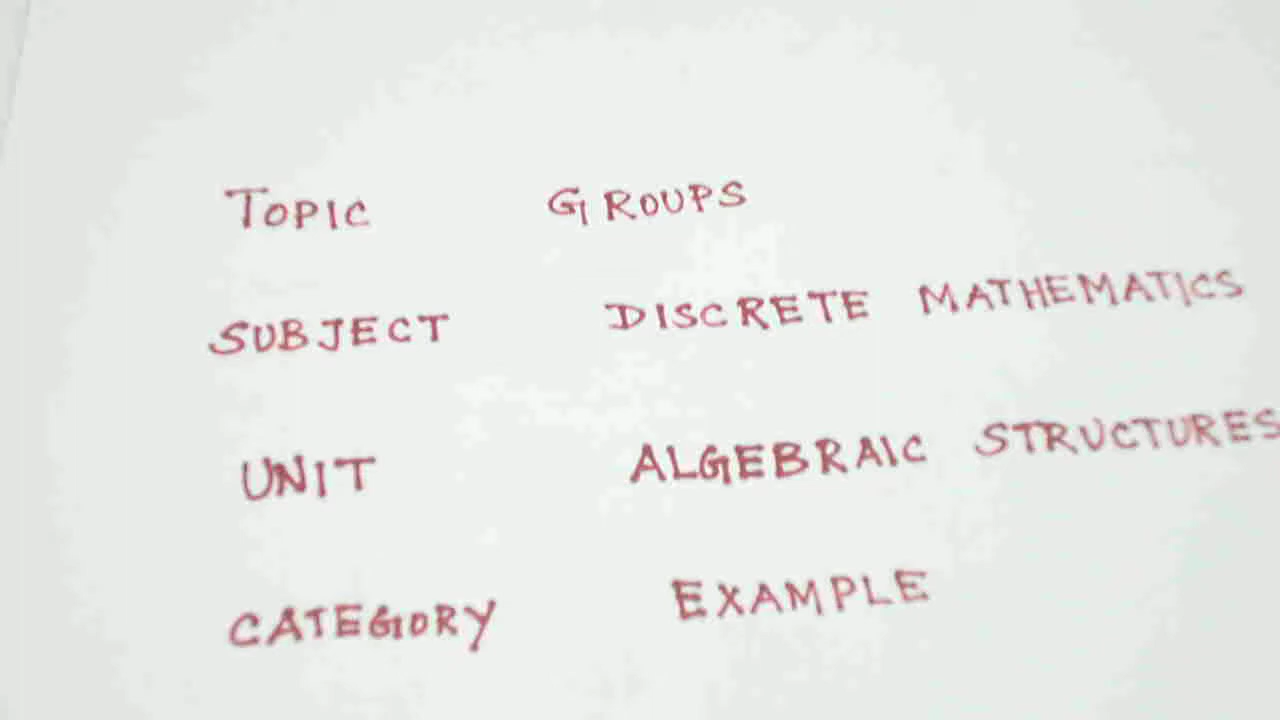 TOPIC GROUPS
SUBJECT DISCRETE MATHEMATICS
UNIT ALGEBRAIC STRUCTURES
CATEGORY EXAMPLE